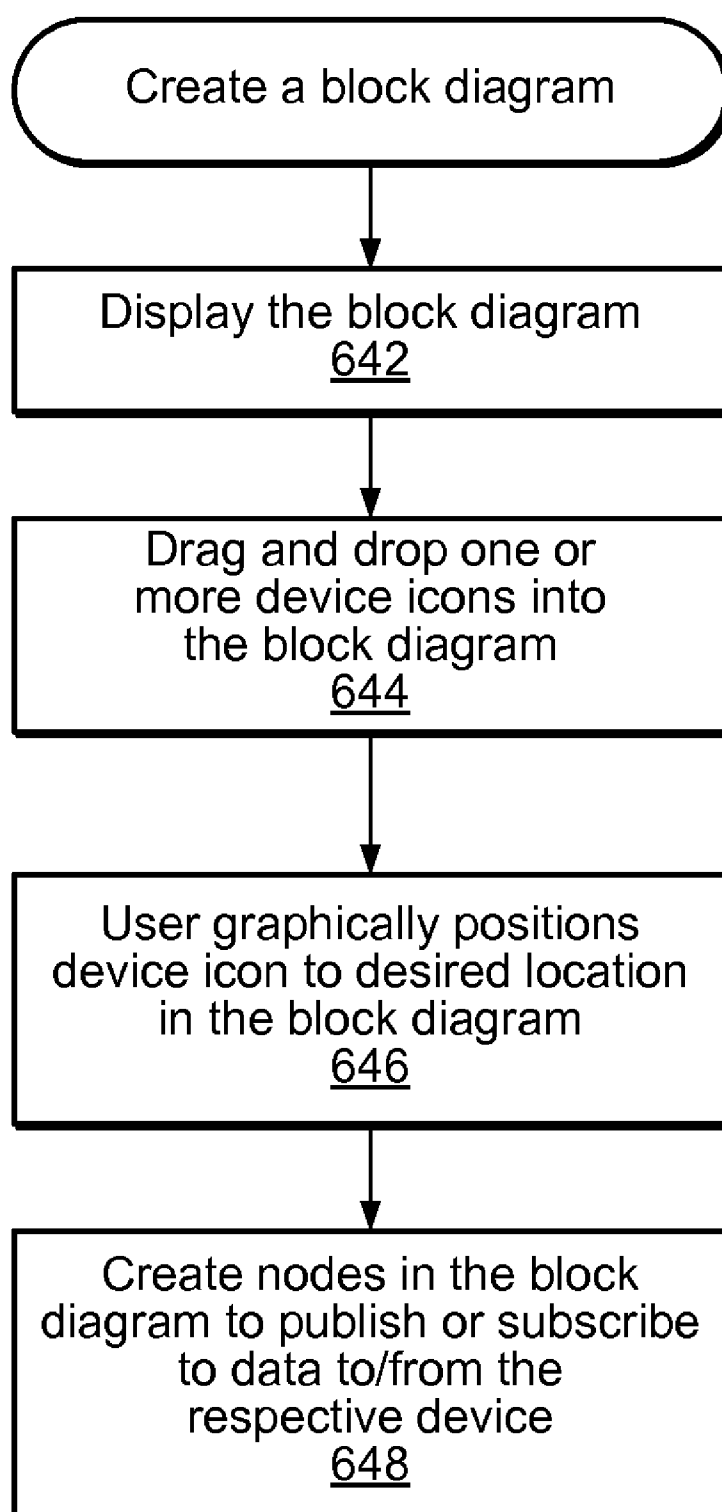 Create a block diagram
Display the block diagram
642
Drag and drop one or
more device icons into
the block diagram
644
User graphically positions
device icon to desired location
in the block diagram
646
Create nodes in the block
diagram to publish or subscribe
to data to/from the
respective device
648